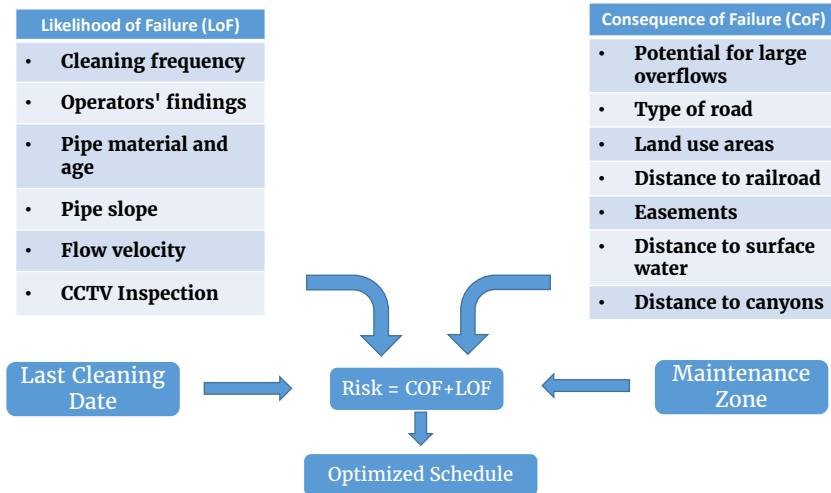 Likelihood of Failure (LoF)
• Cleaning frequency
• Operators' findings
• Pipe material and
age
• Pipe slope
• Flow velocity
• CCTV Inspection
Consequence of Failure (CoF)
• Potential for large
overflows
• Type of road
• Land use areas
• Distance to railroad
• Easements
• Distance to surface
water
• Distance to canyons
Last Cleaning
Date
Risk = COF+LOF
Maintenance
Zone
Optimized Schedule